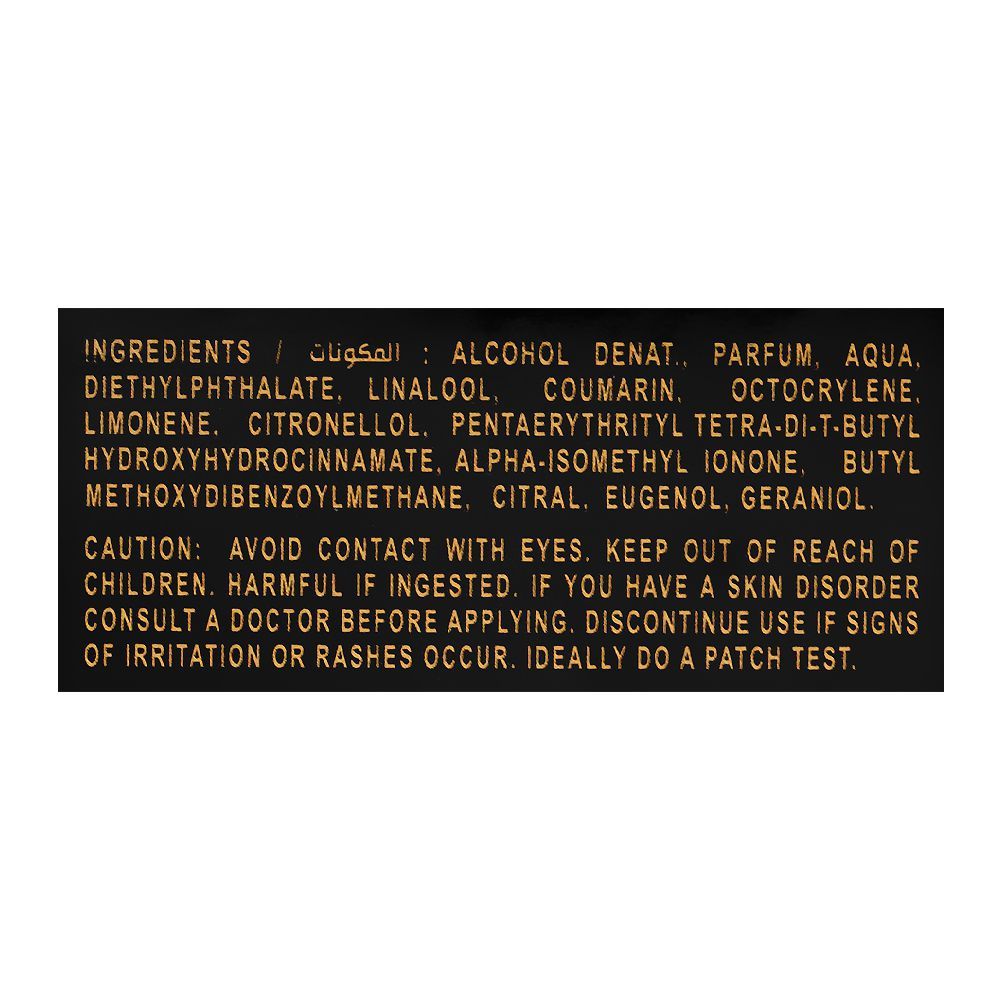 INGREDIENTS / المكونات : ALCOHOL DENAT., PARFUM, AQUA,
DIETHYLPHTHALATE, LINALOOL, COUMARIN, OCTOCRYLENE,
LIMONENE, CITRONELLOL, PENTAERYTHRITYL TETRA-DI-T-BUTYL
HYDROXYHYDROCINNAMATE, ALPHA-ISOMETHYL IONONE, BUTYL
METHOXYDIBENZOYLMETHANE, CITRAL, EUGENOL, GERANIOL.
CAUTION: AVOID CONTACT WITH EYES. KEEP OUT OF REACH OF
CHILDREN. HARMFUL IF INGESTED. IF YOU HAVE A SKIN DISORDER
CONSULT A DOCTOR BEFORE APPLYING. DISCONTINUE USE IF SIGNS
OF IRRITATION OR RASHES OCCUR. IDEALLY DO A PATCH TEST.